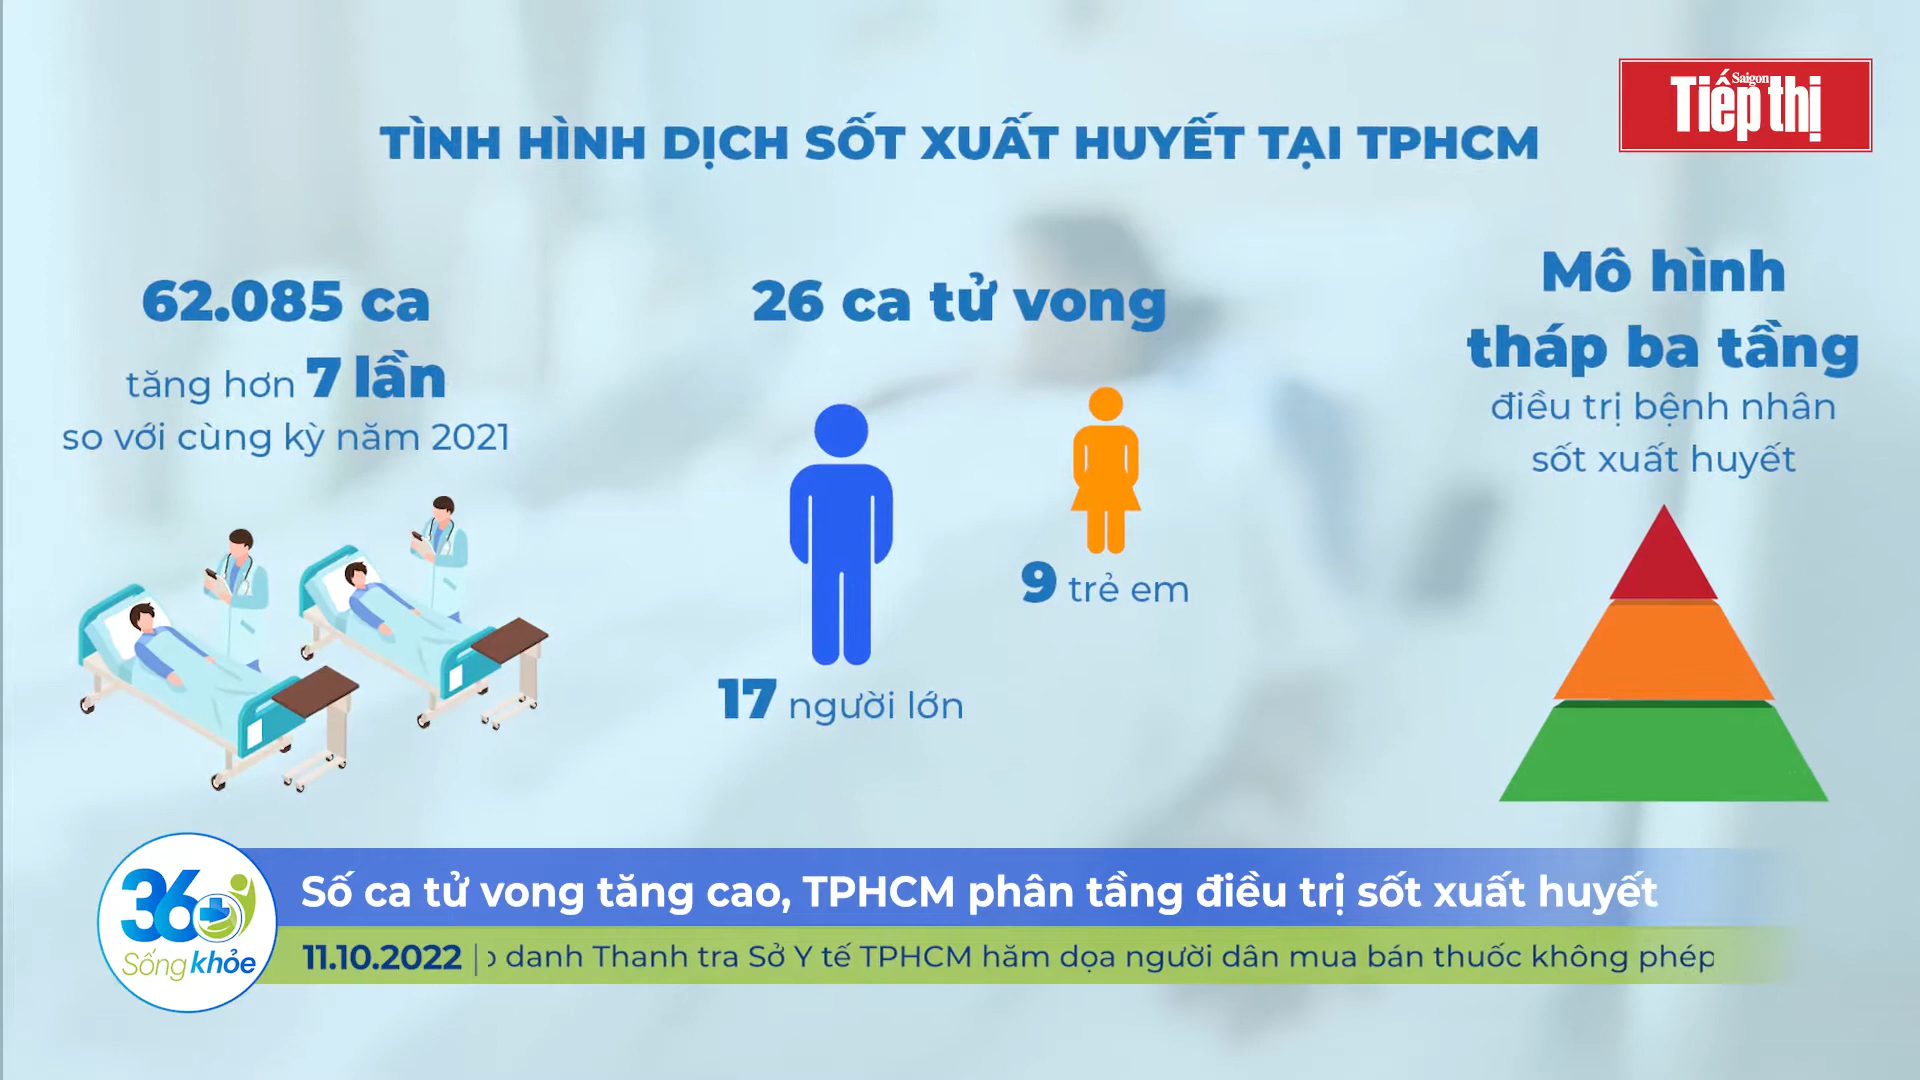 Saigon
Tiếp thị
TÌNH HÌNH DỊCH SỐT XUẤT HUYẾT TẠI TPHCM
62.085 ca
tăng hơn 7 lần
so với cùng kỳ năm 2021
26 ca tử vong
17 người lớn
9 trẻ em
Mô hình
tháp ba tầng
điều trị bệnh nhân
sốt xuất huyết
360
Sống khỏe
Số ca tử vong tăng cao, TPHCM phân tầng điều trị sốt xuất huyết
11.10.2022 | danh Thanh tra Sở Y tế TPHCM hăm dọa người dân mua bán thuốc không phép